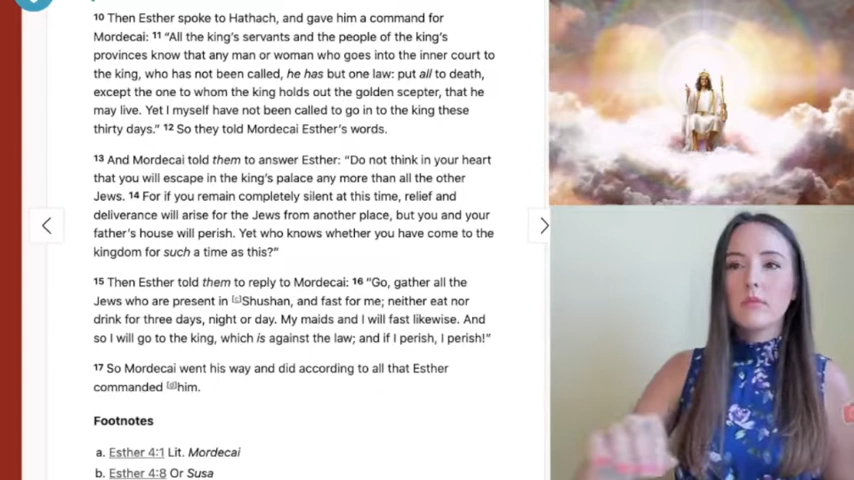 10 Then Esther spoke to Hathach, and gave him a command for
Mordecai: 11 “All the king’s servants and the people of the king’s
provinces know that any man or woman who goes into the inner court to
the king, who has not been called, he has but one law: put all to death,
except the one to whom the king holds out the golden scepter, that he
may live. Yet I myself have not been called to go in to the king these
thirty days.” 12 So they told Mordecai Esther’s words.
13 And Mordecai told them to answer Esther: “Do not think in your heart
that you will escape in the king’s palace any more than all the other
Jews. 14 For if you remain completely silent at this time, relief and
deliverance will arise for the Jews from another place, but you and your
father’s house will perish. Yet who knows whether you have come to the
kingdom for such a time as this?”
15 Then Esther told them to reply to Mordecai: 16 “Go, gather all the
Jews who are present in [c]Shushan, and fast for me; neither eat nor
drink for three days, night or day. My maids and I will fast likewise. And
so I will go to the king, which is against the law; and if I perish, I perish!”
17 So Mordecai went his way and did according to all that Esther
commanded [d]him.
Footnotes
a. Esther 4:1 Lit. Mordecai
b. Esther 4:8 Or Susa